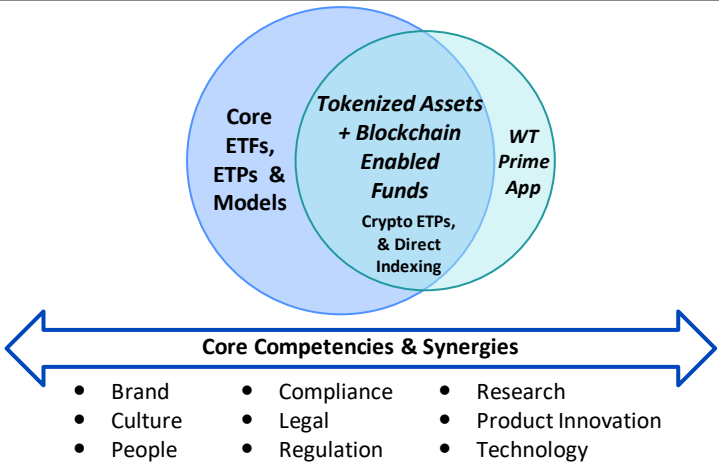 Core
ETFs,
ETPs & 
Models
Tokenized Assets
+ Blockchain
Enabled
Funds
Crypto ETPs,
& Direct
Indexing
WT
Prime
App
Core Competencies & Synergies
• Brand
• Culture
• People
• Compliance
• Legal
• Regulation
• Research
• Product Innovation
• Technology